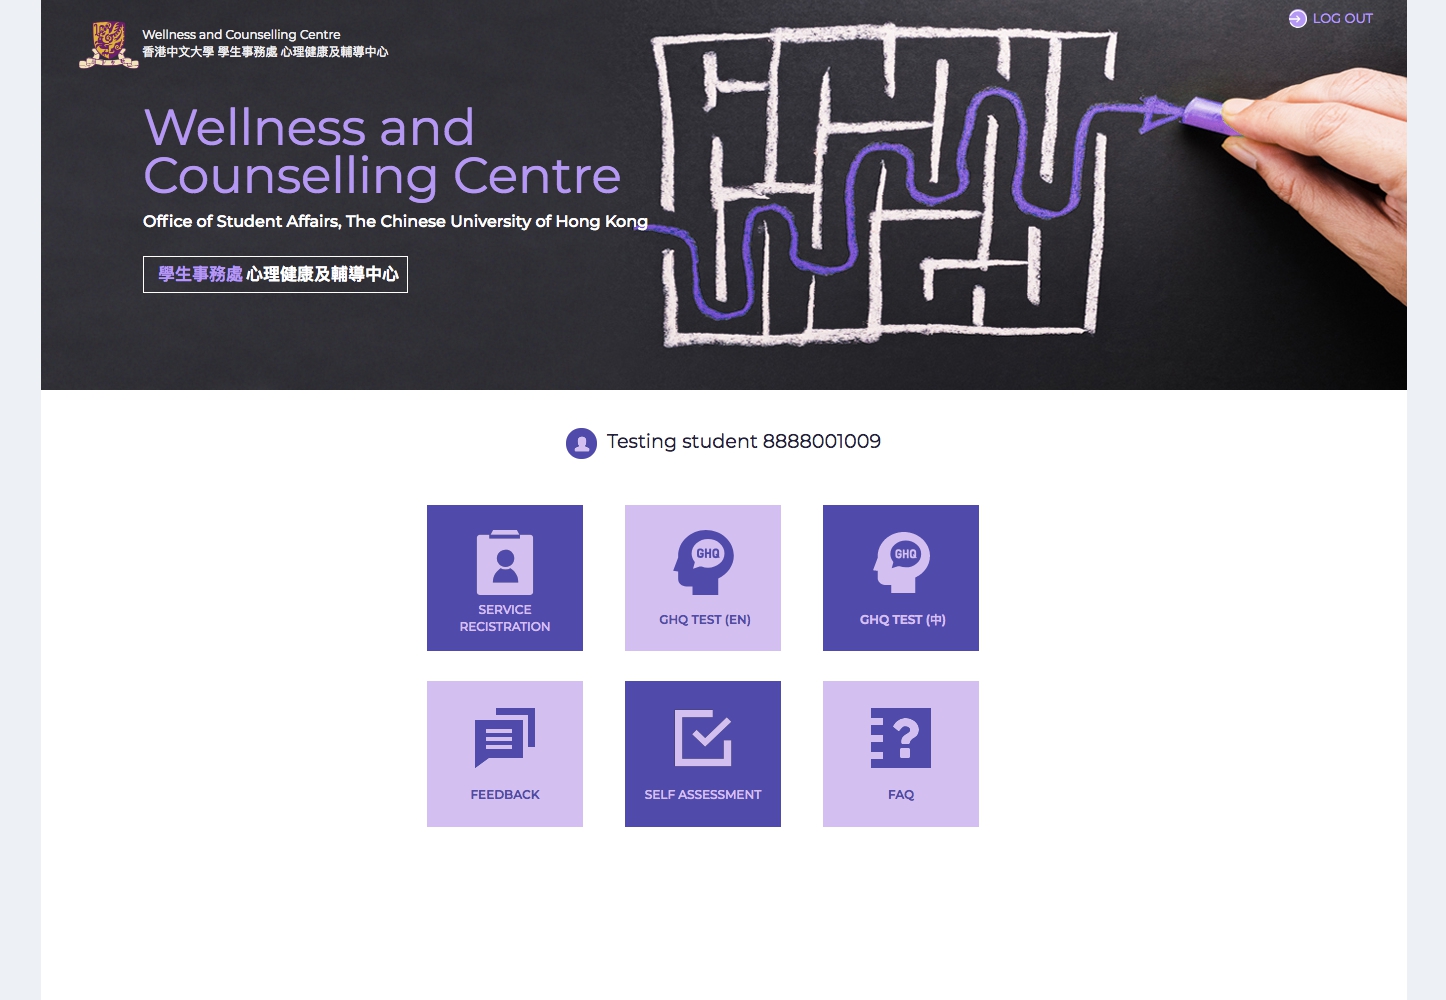 Wellness and Counselling Centre
香港中文大學 學生事務處 心理健康及輔導中心
LOG OUT
Wellness and
Counselling Centre
Office of Student Affairs, The Chinese University of Hong Kong
學生事務處 心理健康及輔導中心
Testing student 8888001009
SERVICE
RECISTRATION
GHQ
GHQ TEST (EN)
GHQ
GHQ TEST (中)
FEEDBACK
SELF ASSESSMENT
?
FAQ